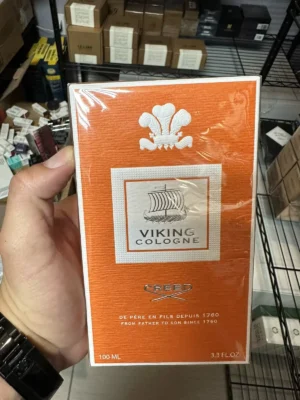 VIKING
COLOGNE
CREED
DE PÈRE EN FILS DEPUIS 1760
FROM FATHER TO SON SINCE 1760
100 ML
3.3 FL.OZ